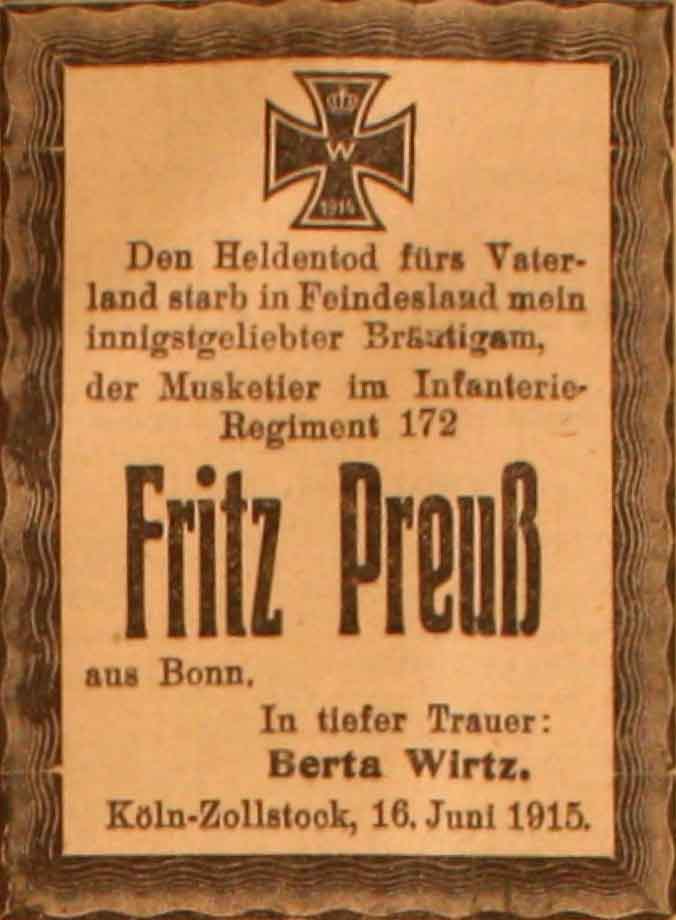 W
1914
Den Heldentod fürs Vater-
land starb in Feindesland mein
innigstgeliebter Bräutigam,
der Musketier im Infanterie-
Regiment 172
Fritz Preuß
aus Bonn.
In tiefer Trauer:
Berta Wirtz.
Köln-Zollstock, 16. Juni 1915.